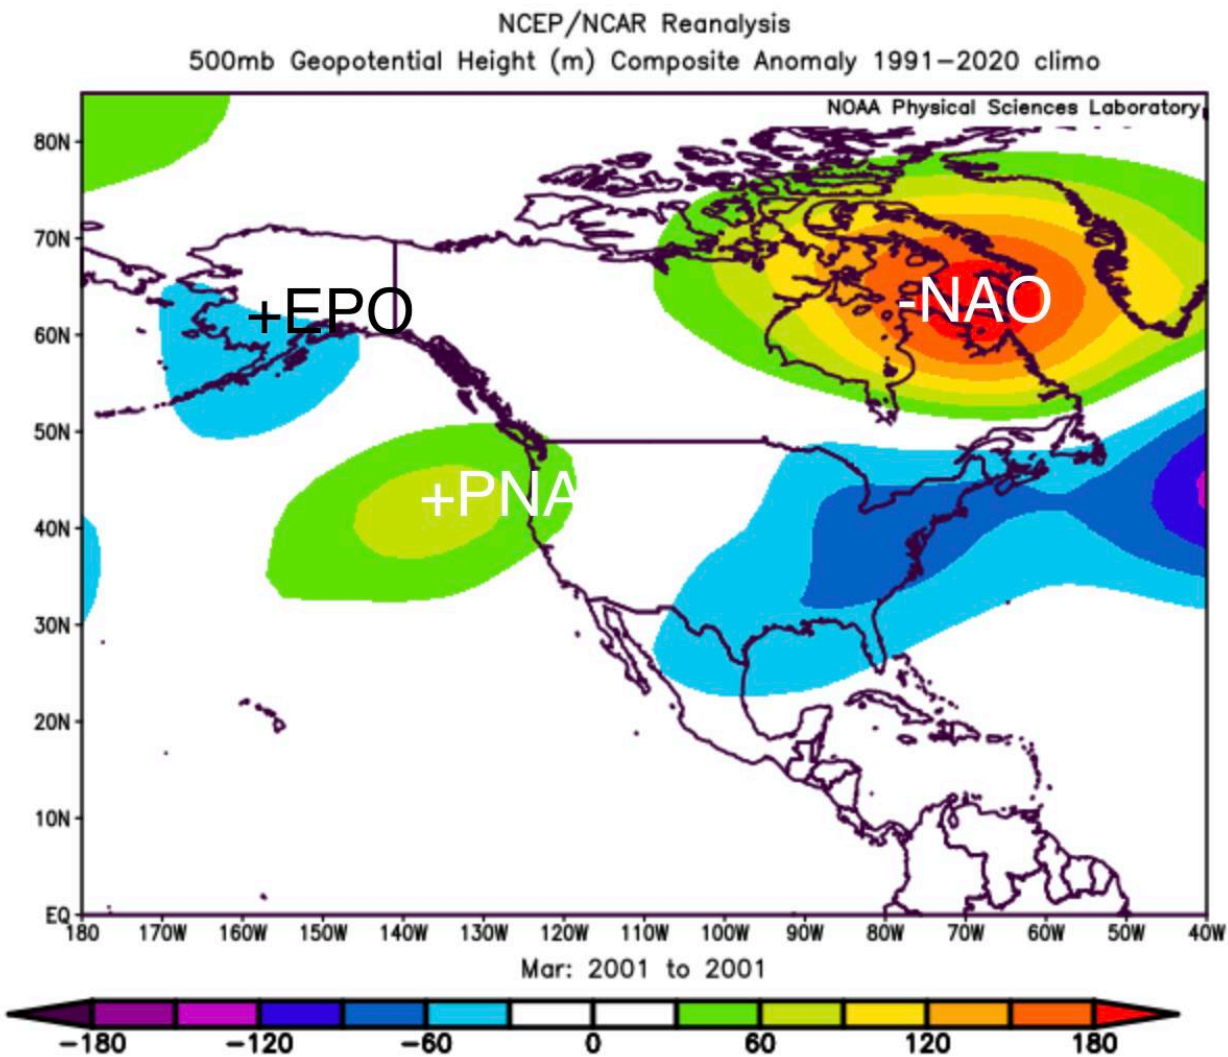 NCEP/NCAR Reanalysis
500mb Geopotential Height (m) Composite Anomaly 1991-2020 climo
NOAA Physical Sciences Laboratory
80N
70N
+EPO
-NAO
60N
50N
+PNA
40N
30N
20N
10N
EQ
180 170W 160W 150W 140W 130W 120W 110W 100W 90W 80W 70W 60W 50W 40W
Mar: 2001 to 2001
-180 -120 -60 0 60 120 180